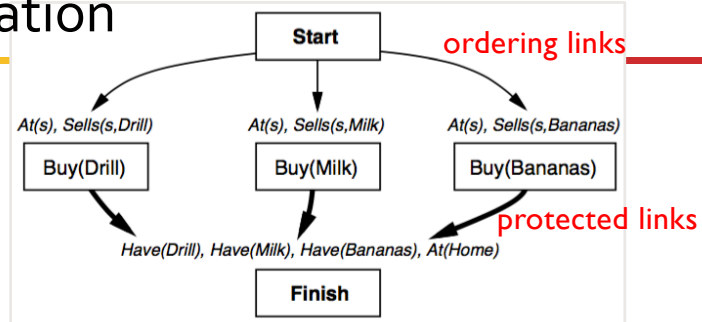 ation
Start
ordering links
At(s), Sells(s,Drill) At(s), Sells(s,Milk) At(s), Sells(s,Bananas)
Buy(Drill) Buy(Milk) Buy(Bananas)
protected links
Have(Drill), Have(Milk), Have(Bananas), At(Home)
Finish